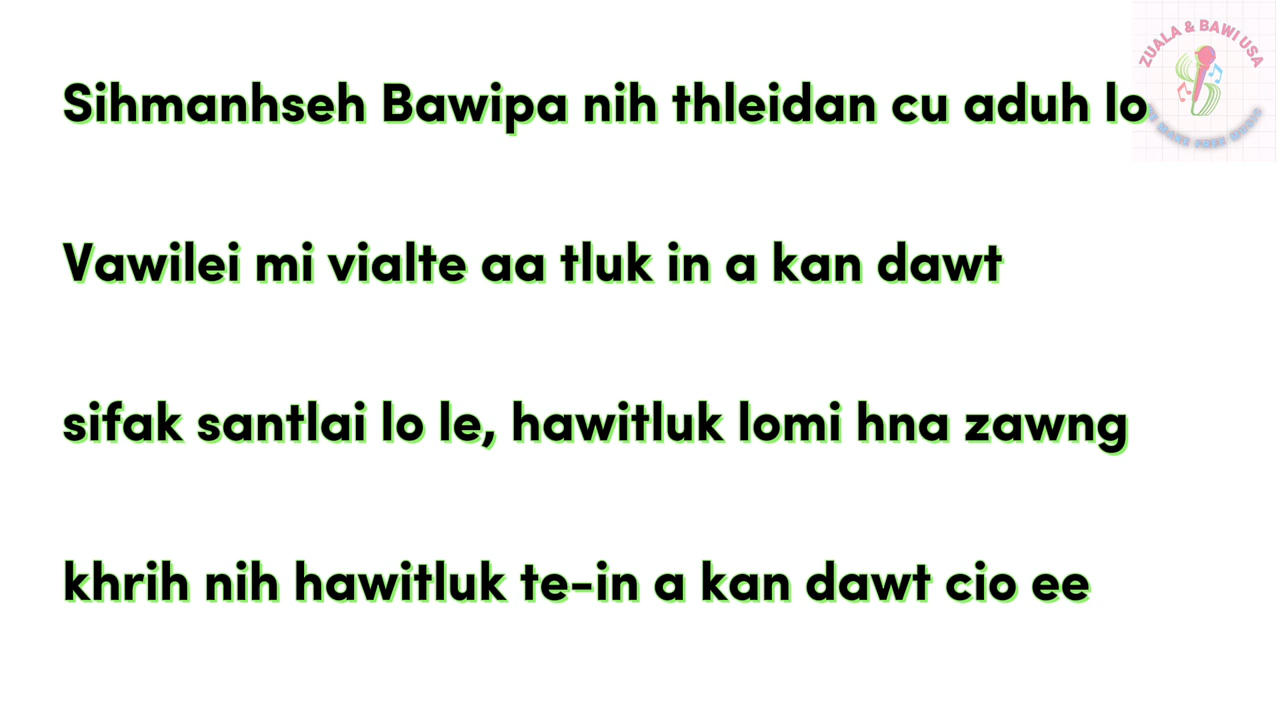 ZUALA & BAWI USA
Sihmanhseh Bawipa nih thleidan cu aduh lo
Vawilei mi vialte aa tluk in a kan dawt
sifak santlai lo le, hawitluk lomi hna zawng
khrih nih hawitluk te-in a kan dawt cio ee